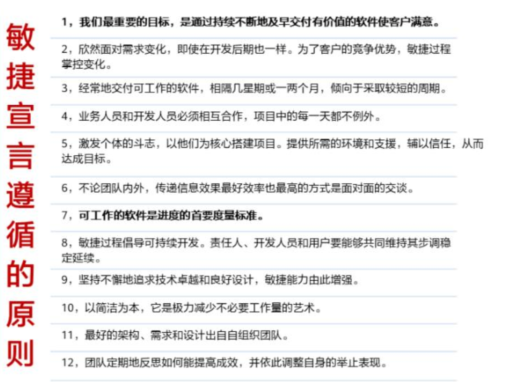 敏捷宣言遵循的原则
1，我们最重要的目标，是通过持续不断地及早交付有价值的软件使客户满意。
2，欣然面对需求变化，即使在开发后期也一样。为了客户的竞争优势，敏捷过程
掌控变化。
3，经常地交付可工作的软件，相隔几星期或一两个月，倾向于采取较短的周期。
4，业务人员和开发人员必须相互合作，项目中的每一天都不例外。
5，激发个体的斗志，以他们为核心搭建项目。提供所需的环境和支援，辅以信任，从而
达成目标。
6，不论团队内外，传递信息效果最好效率也最高的方式是面对面的交谈。
7，可工作的软件是进度的首要度量标准。
8，敏捷过程倡导可持续开发。责任人、开发人员和用户要能够共同维持其步调稳
定延续。
9，坚持不懈地追求技术卓越和良好设计，敏捷能力由此增强。
10，以简洁为本，它是极力减少不必要工作量的艺术。
11，最好的架构、需求和设计出自自组织团队。
12，团队定期地反思如何能提高成效，并依此调整自身的举止表现。